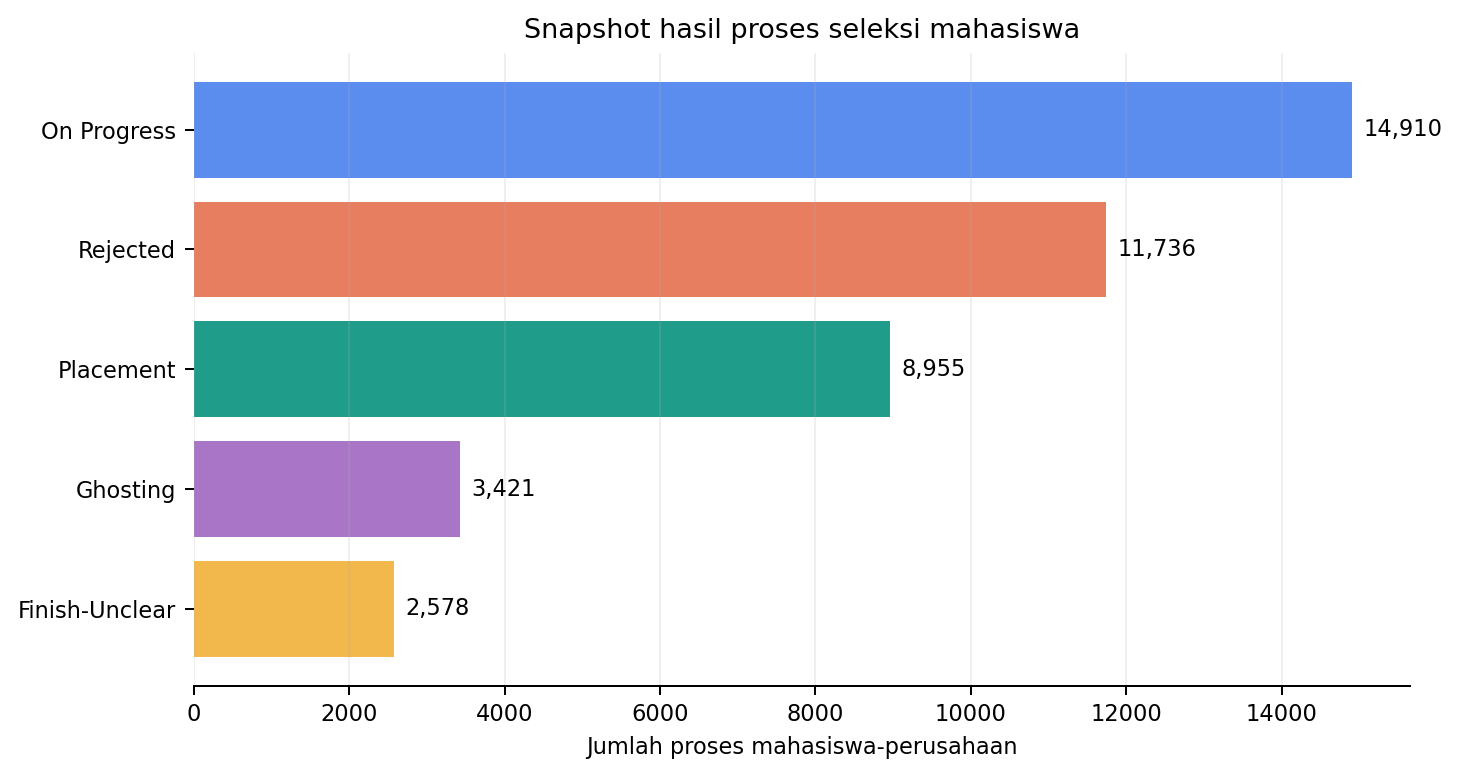 Snapshot hasil proses seleksi mahasiswa
On Progress
14,910
Rejected
11,736
Placement
8,955
Ghosting
3,421
Finish-Unclear
2,578
0 2000 4000 6000 8000 10000 12000 14000
Jumlah proses mahasiswa-perusahaan